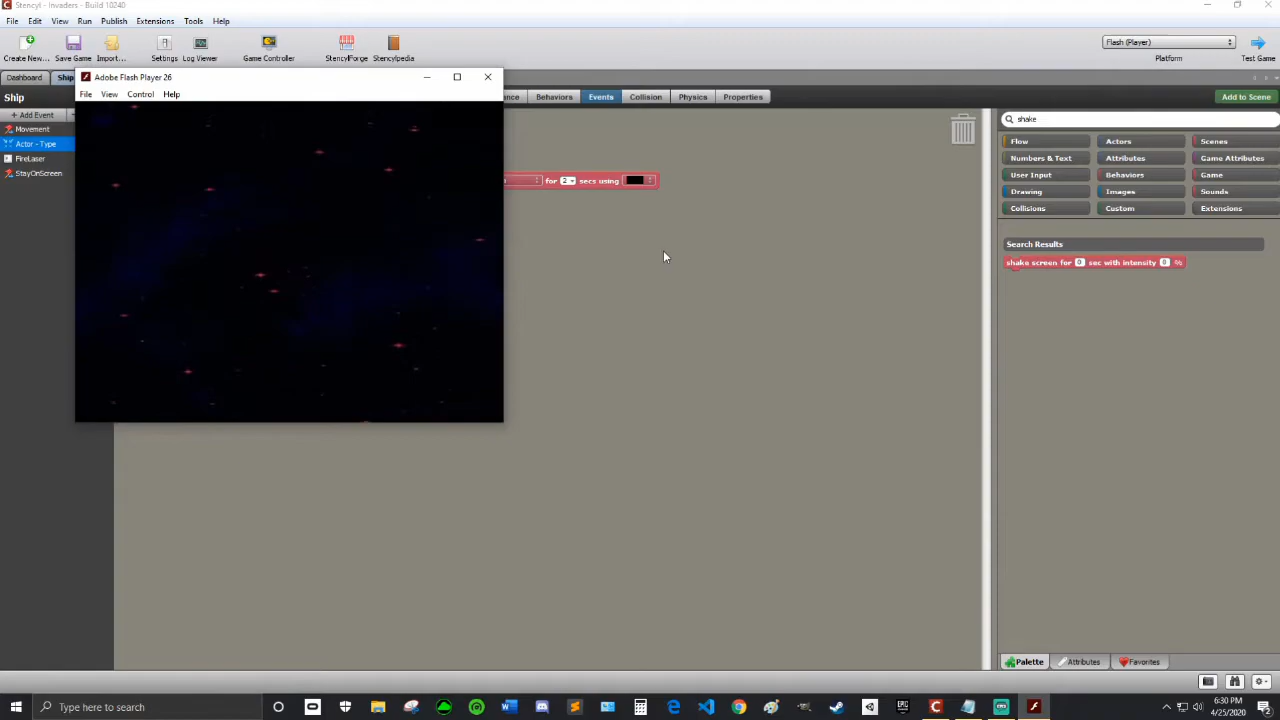 Stencyl - Invaders - Build 10240
File Edit View Run Publish Extensions Tools Help
Create New... Save Game Import... Settings Log Viewer Game Controller StencylForge Stencylpedia
Flash (Player)
Platform
Test Game
Dashboard
Ship
Adobe Flash Player 26
File View Control Help
Ship
Behaviors Events Collision Physics Properties
Add to Scene
+ Add Event
Movement
Actor - Type
FireLaser
StayOnScreen
for 2 secs using
shake
Flow Actors Scenes
Numbers & Text Attributes Game Attributes
User Input Behaviors Game
Drawing Images Sounds
Collisions Custom Extensions
Search Results
shake screen for 0 sec with intensity 0 %
Palette Attributes Favorites
Type here to search
6:30 PM
4/25/2020